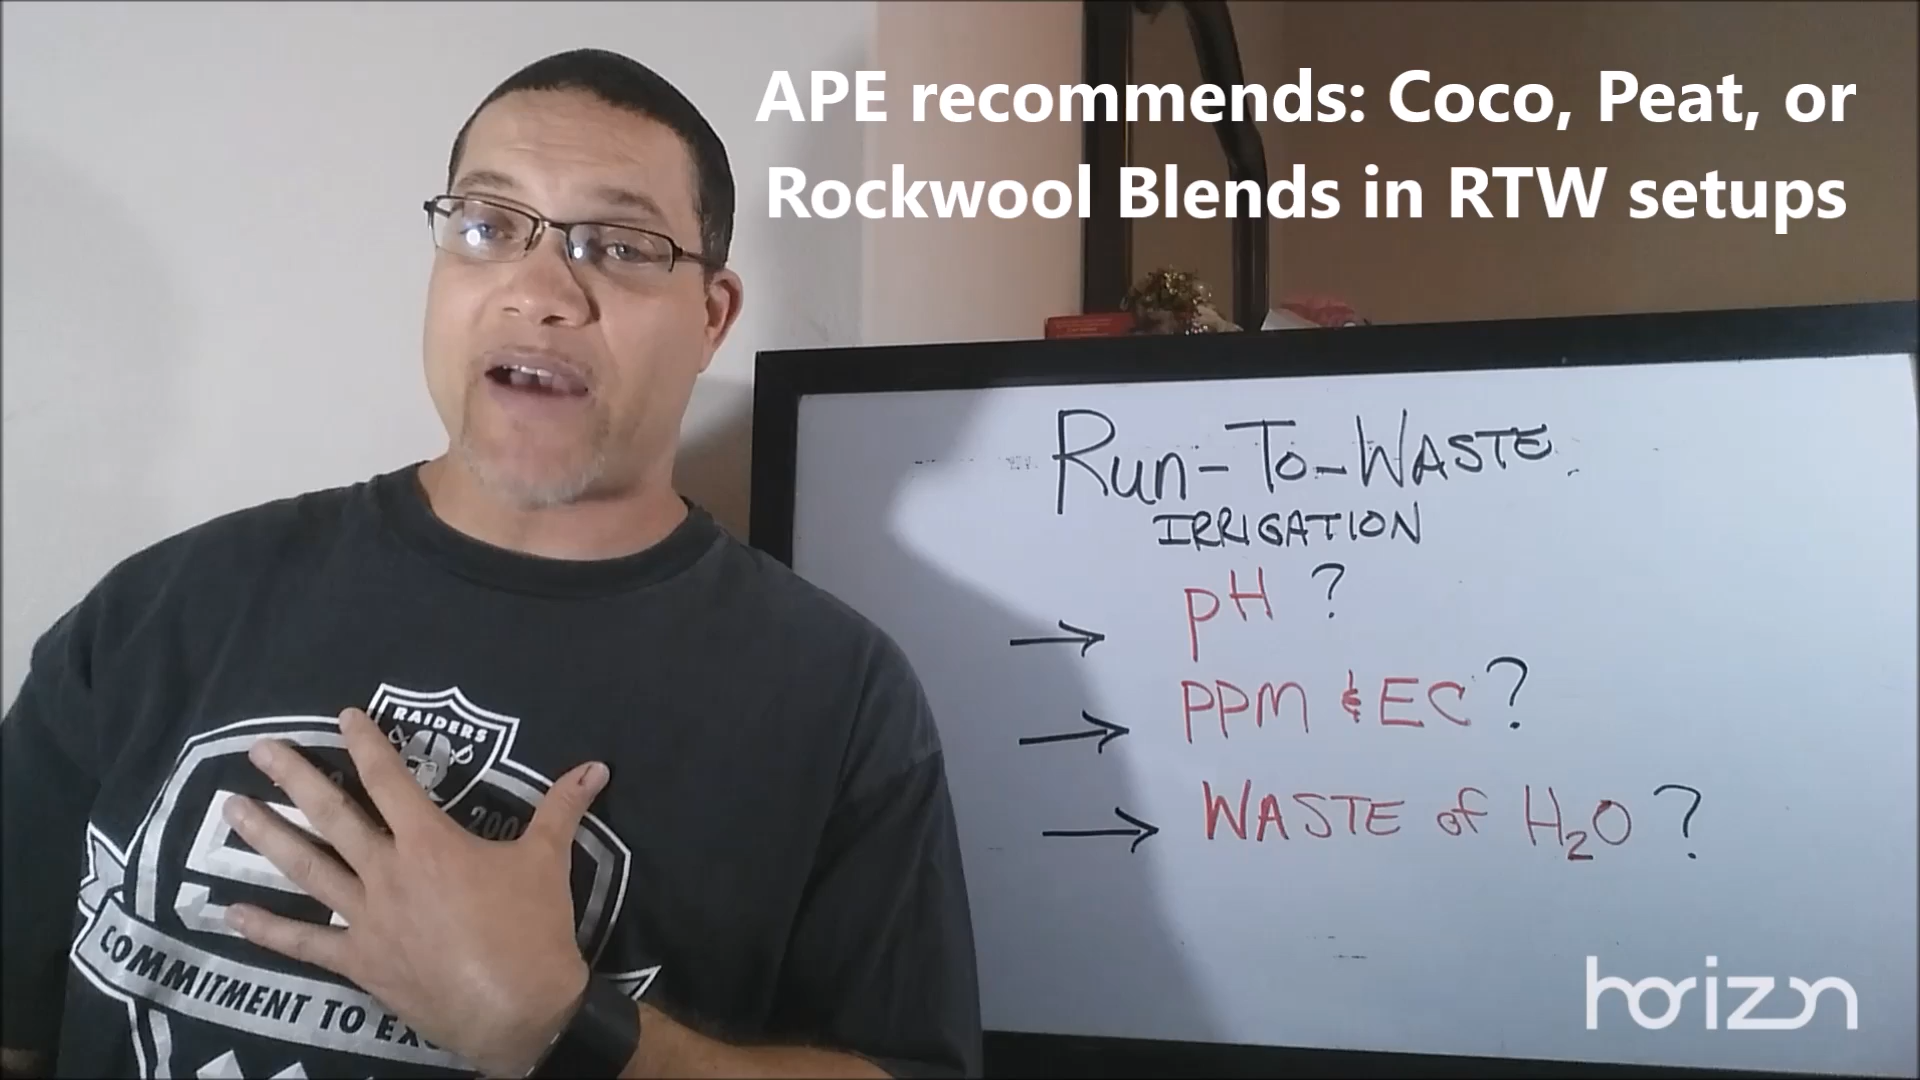 APE recommends: Coco, Peat, or
Rockwool Blends in RTW setups
Run-To-WASTE
IRRIGATION
pH ?
PPM & EC ?
WASTE of H₂O ?
RAIDERS
COMMITMENT TO
horizon